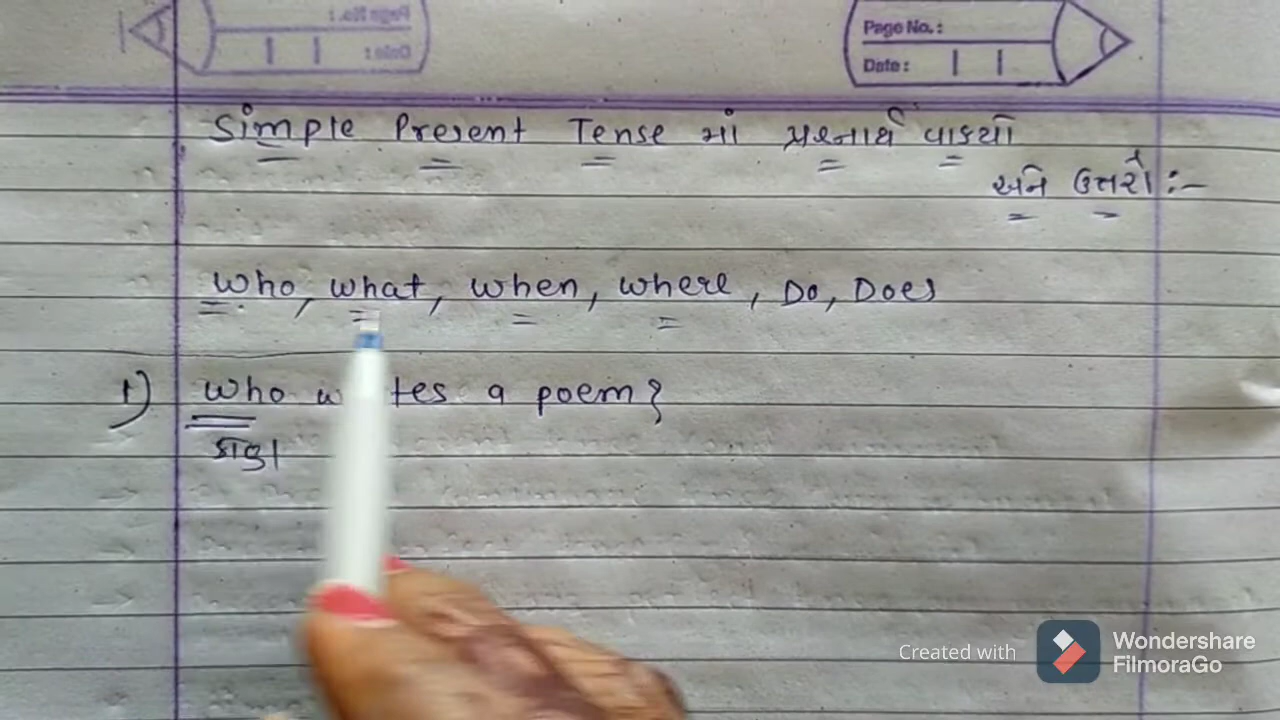 Page No. :
Date :
Simple Present Tense માં પ્રશ્નાર્થ વાક્યો
અને ઉત્તરો :-
Who, what, when, where, Do, Does
1) Who writes a poem?
કોણ
Created with Wondershare FilmoraGo